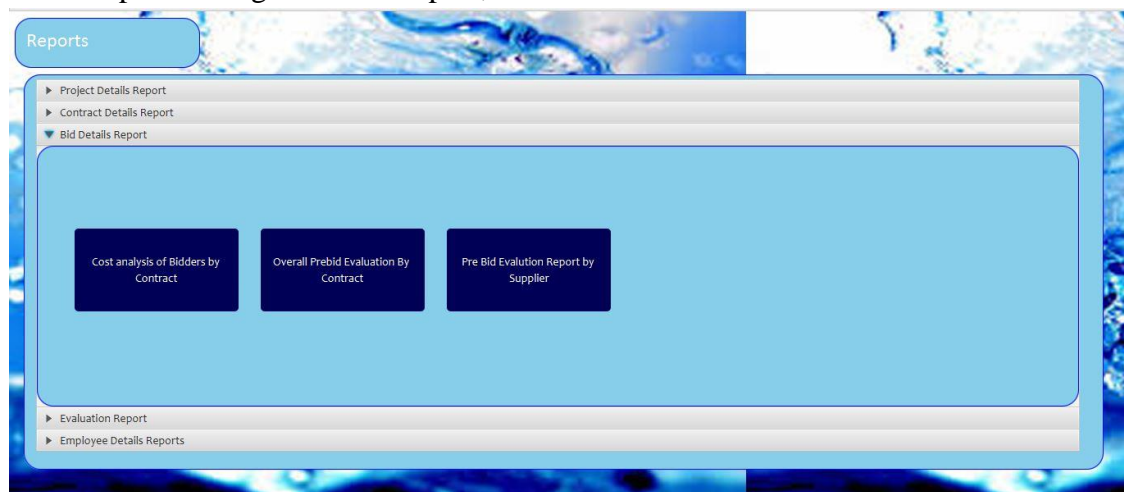 Reports
Project Details Report
Contract Details Report
Bid Details Report
Cost analysis of Bidders by
Contract
Overall Prebid Evaluation By
Contract
Pre Bid Evalution Report by
Supplier
Evaluation Report
Employee Details Reports